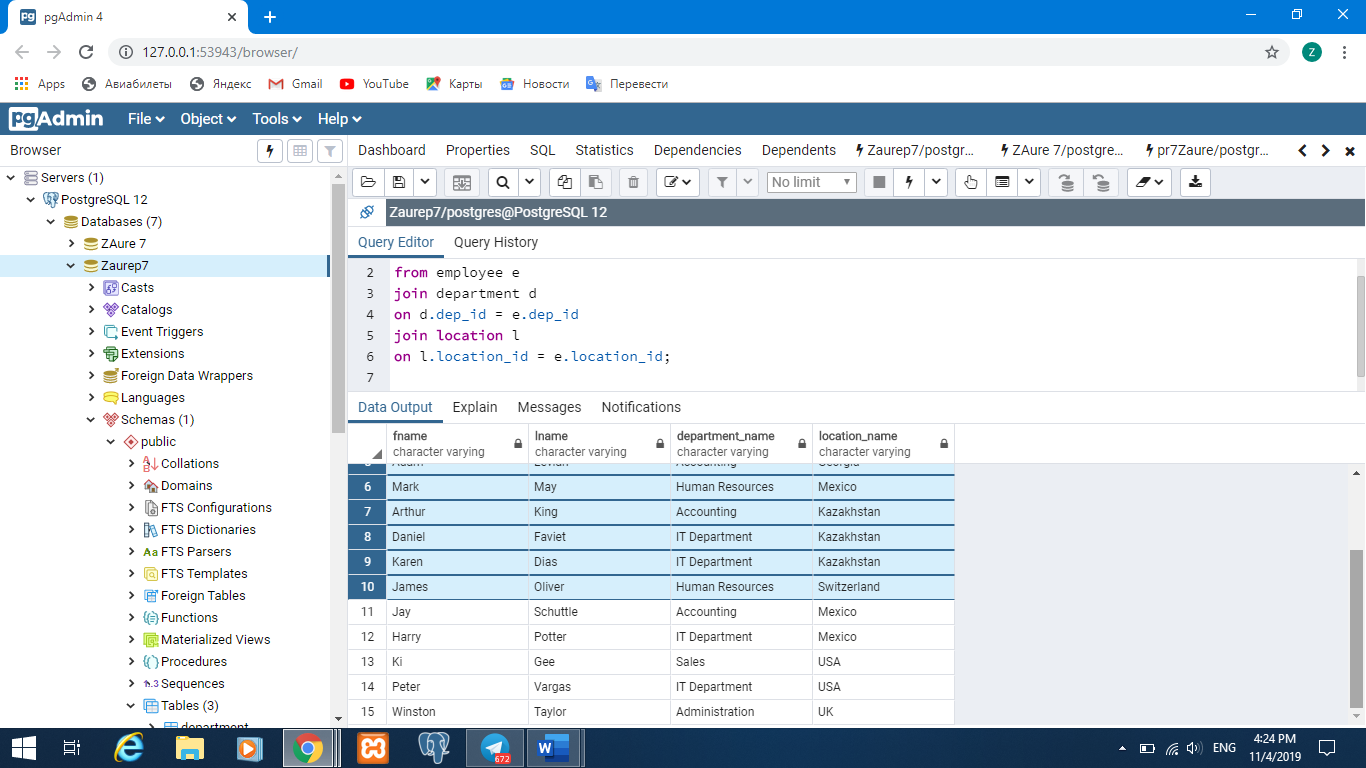 pgAdmin 4
127.0.0.1:53943/browser/
Z
Apps Авиабилеты Яндекс Gmail YouTube Карты Новости Перевести
pgAdmin File Object Tools Help
Browser
Dashboard Properties SQL Statistics Dependencies Dependents Zaurep7/postgr... ZAure 7/postgre... pr7Zaure/postgr...
Servers (1)
PostgreSQL 12
Databases (7)
ZAure 7
Zaurep7
Casts
Catalogs
Event Triggers
Extensions
Foreign Data Wrappers
Languages
Schemas (1)
public
Collations
Domains
FTS Configurations
FTS Dictionaries
FTS Parsers
FTS Templates
Foreign Tables
Functions
Materialized Views
Procedures
Sequences
Tables (3)
department
No limit
Zaurep7/postgres@PostgreSQL 12
Query Editor Query History
2 from employee e
3 join department d
4 on d.dep_id = e.dep_id
5 join location l
6 on l.location_id = e.location_id;
7
Data Output Explain Messages Notifications
fname lname department_name location_name
character varying character varying character varying character varying
6 Mark May Human Resources Mexico
7 Arthur King Accounting Kazakhstan
8 Daniel Faviet IT Department Kazakhstan
9 Karen Dias IT Department Kazakhstan
10 James Oliver Human Resources Switzerland
11 Jay Schuttle Accounting Mexico
12 Harry Potter IT Department Mexico
13 Ki Gee Sales USA
14 Peter Vargas IT Department USA
15 Winston Taylor Administration UK
672
ENG
4:24 PM
11/4/2019